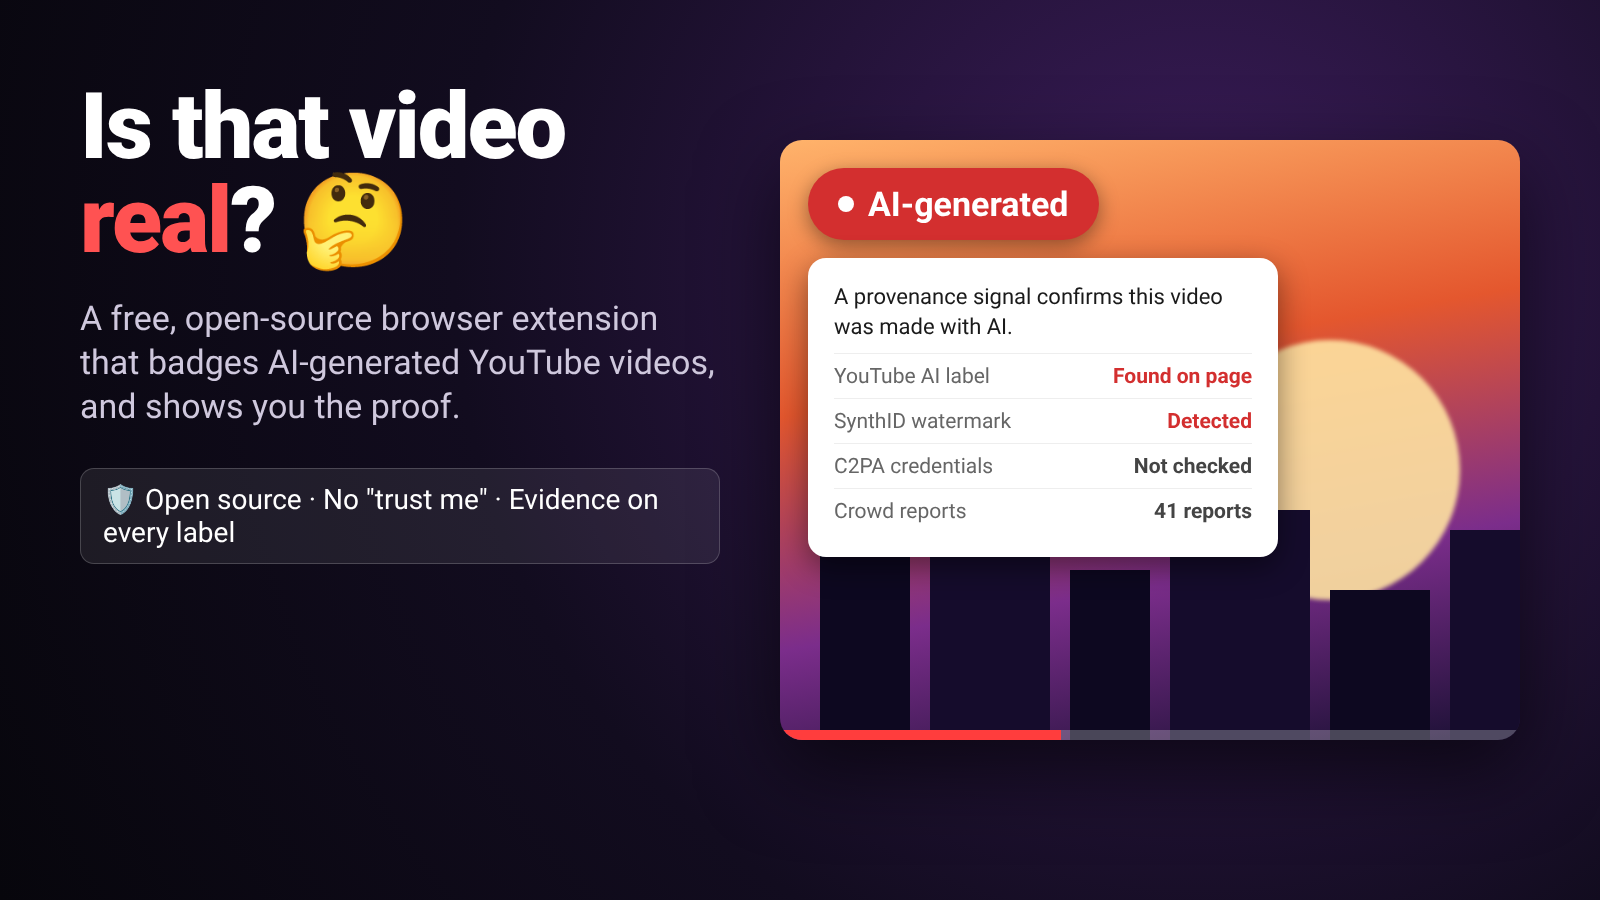 Is that video
real? 🤔
A free, open-source browser extension
that badges AI-generated YouTube videos,
and shows you the proof.
🛡️ Open source · No "trust me" · Evidence on
every label
AI-generated
A provenance signal confirms this video
was made with AI.
YouTube AI label Found on page
SynthID watermark Detected
C2PA credentials Not checked
Crowd reports 41 reports